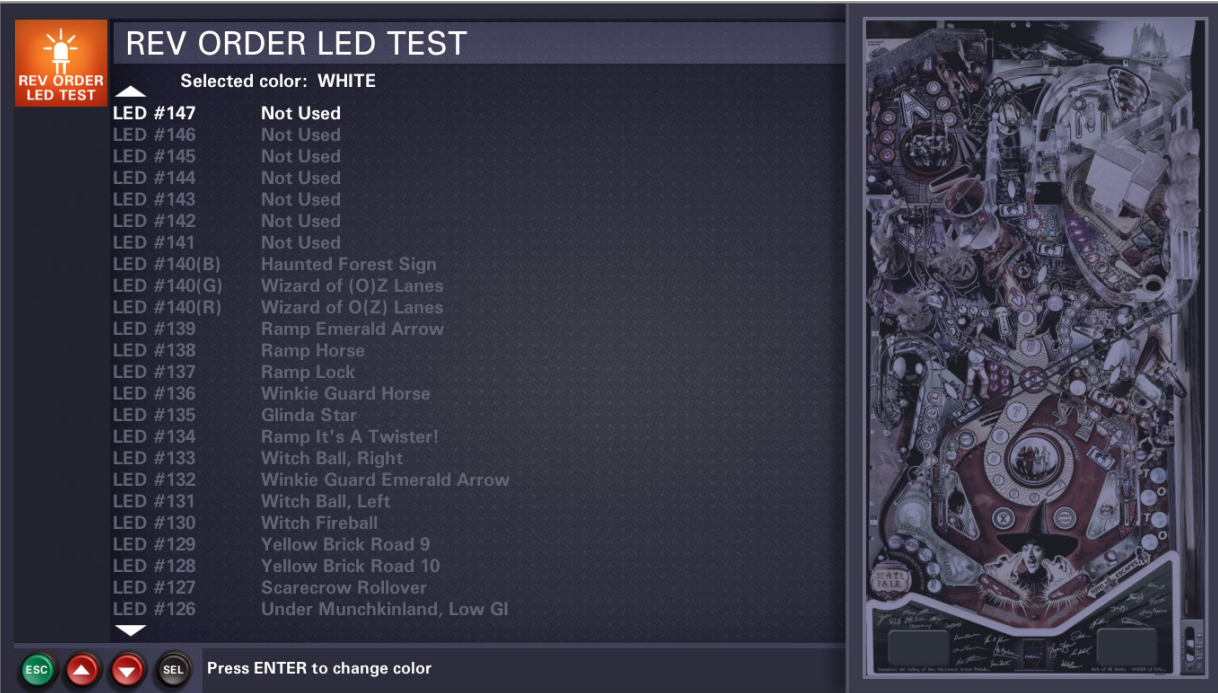 REV ORDER LED TEST
REV ORDER
LED TEST
Selected color: WHITE
LED #147 Not Used
LED #146 Not Used
LED #145 Not Used
LED #144 Not Used
LED #143 Not Used
LED #142 Not Used
LED #141 Not Used
LED #140(B) Haunted Forest Sign
LED #140(G) Wizard of (O)Z Lanes
LED #140(R) Wizard of O(Z) Lanes
LED #139 Ramp Emerald Arrow
LED #138 Ramp Horse
LED #137 Ramp Lock
LED #136 Winkie Guard Horse
LED #135 Glinda Star
LED #134 Ramp It's A Twister!
LED #133 Witch Ball, Right
LED #132 Winkie Guard Emerald Arrow
LED #131 Witch Ball, Left
LED #130 Witch Fireball
LED #129 Yellow Brick Road 9
LED #128 Yellow Brick Road 10
LED #127 Scarecrow Rollover
LED #126 Under Munchkinland, Low GI
ESC
SEL
Press ENTER to change color